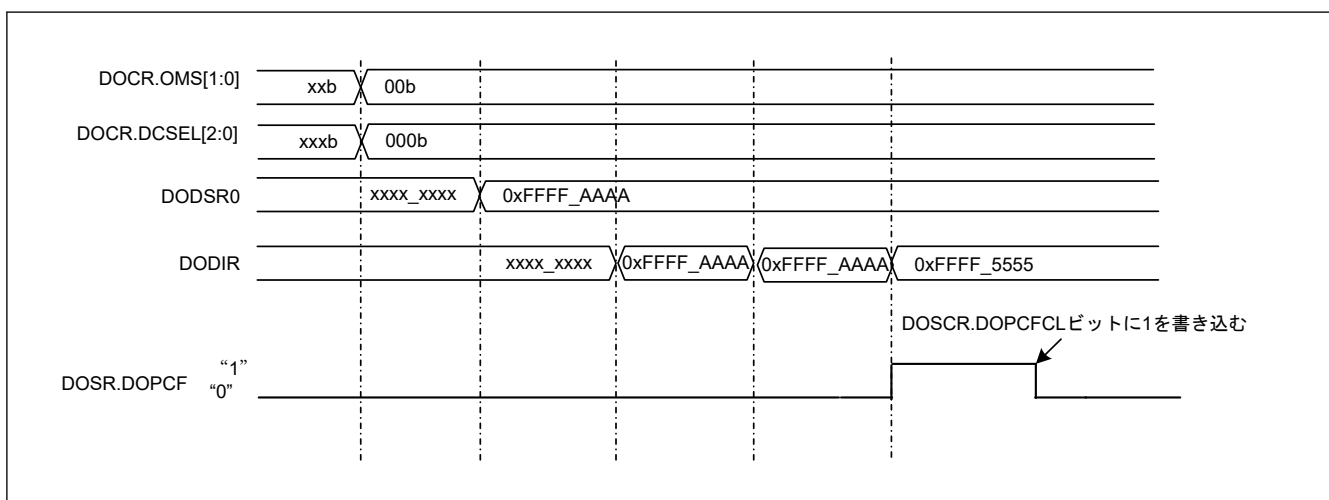 DOCR.OMS[1:0] xxb 00b
DOCR.DCSEL[2:0] xxxb 000b
DODSR0 xxxx_xxxx 0xFFFF_AAAA
DODIR xxxx_xxxx 0xFFFF_AAAA 0xFFFF_AAAA 0xFFFF_5555
DOSCR.DOPCFCLビットに1を書き込む
“1”
DOSR.DOPCF “0”